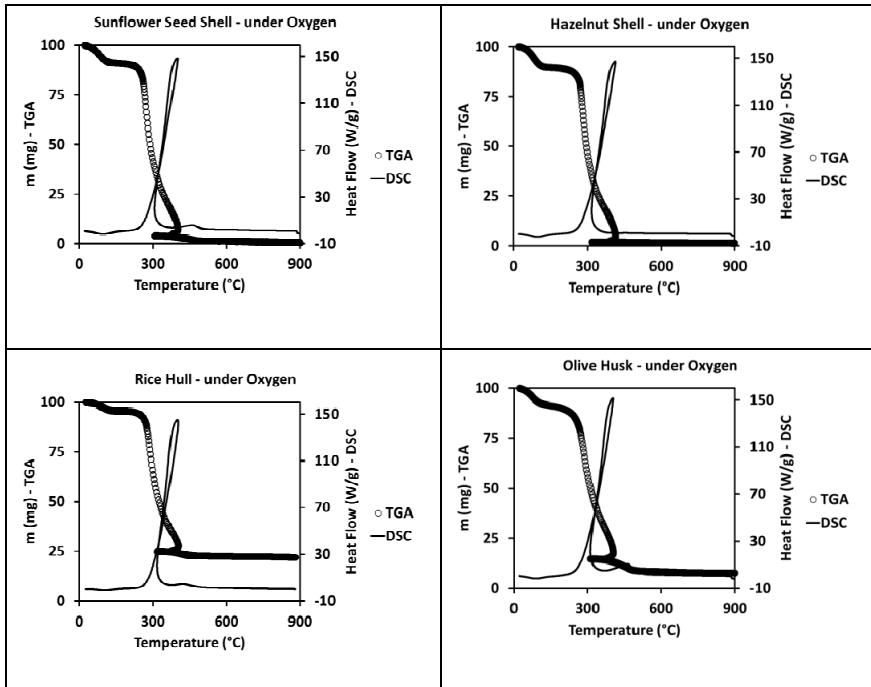 Sunflower Seed Shell - under Oxygen
100
75
50
25
0
m (mg) - TGA
150
110
70
30
-10
Heat Flow (W/g) - DSC
TGA
DSC
0
300
600
900
Temperature (°C)
Hazelnut Shell - under Oxygen
100
75
50
25
0
m (mg) - TGA
150
110
70
30
-10
Heat Flow (W/g) - DSC
TGA
DSC
0
300
600
900
Temperature (°C)
Rice Hull - under Oxygen
100
75
50
25
0
m (mg) - TGA
150
110
70
30
-10
Heat Flow (W/g) - DSC
TGA
DSC
0
300
600
900
Temperature (°C)
Olive Husk - under Oxygen
100
75
50
25
0
m (mg) - TGA
150
110
70
30
-10
Heat Flow (W/g) - DSC
TGA
DSC
0
300
600
900
Temperature (°C)